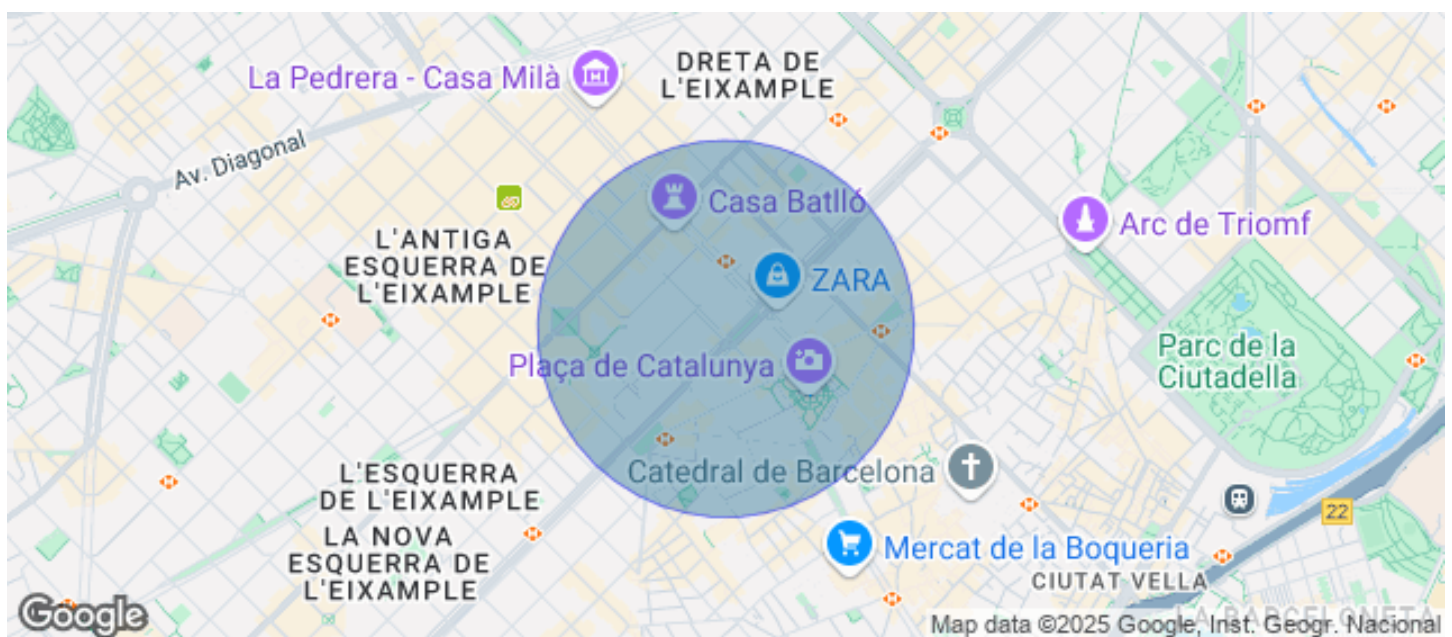 DRETA DE
L'EIXAMPLE
La Pedrera - Casa Milà
Av. Diagonal
Casa Batlló
Arc de Triomf
L'ANTIGA
ESQUERRA DE
L'EIXAMPLE
ZARA
Plaça de Catalunya
Parc de la
Ciutadella
L'ESQUERRA
DE L'EIXAMPLE
Catedral de Barcelona
22
LA NOVA
ESQUERRA DE
L'EIXAMPLE
Mercat de la Boqueria
CIUTAT VELLA
LA BARCELONETA
Google
Map data ©2025 Google, Inst. Geogr. Nacional